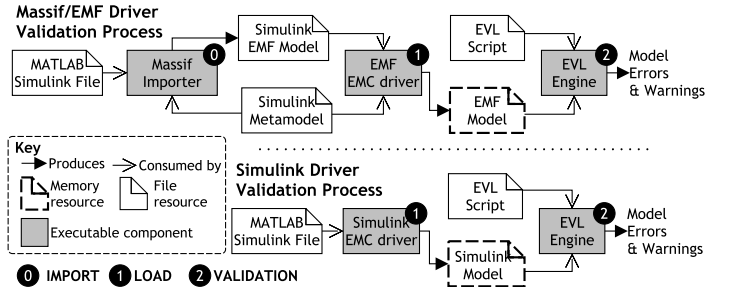 Massif/EMF Driver
Validation Process
MATLAB
Simulink File
Massif
Importer
0
Simulink
EMF Model
Simulink
Metamodel
EMF
EMC driver
1
EVL
Script
EMF
Model
EVL
Engine
2
Model
Errors
& Warnings
Key
Produces
Consumed by
Memory
resource
File
resource
Executable component
0 IMPORT 1 LOAD 2 VALIDATION
Simulink Driver
Validation Process
MATLAB
Simulink File
Simulink
EMC driver
1
EVL
Script
Simulink
Model
EVL
Engine
2
Model
Errors
& Warnings